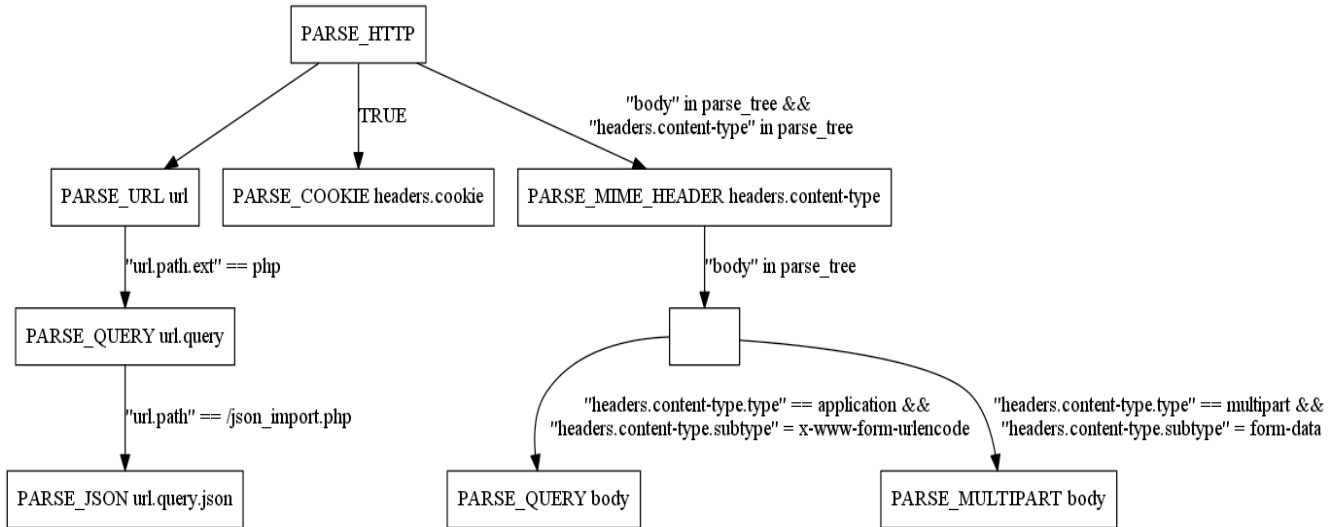 PARSE_HTTP
TRUE
"body" in parse_tree &&
"headers.content-type" in parse_tree
PARSE_URL url
PARSE_COOKIE headers.cookie
PARSE_MIME_HEADER headers.content-type
"url.path.ext" == php
"body" in parse_tree
PARSE_QUERY url.query
"url.path" == /json_import.php
"headers.content-type.type" == application &&
"headers.content-type.subtype" = x-www-form-urlencode
"headers.content-type.type" == multipart &&
"headers.content-type.subtype" = form-data
PARSE_JSON url.query.json
PARSE_QUERY body
PARSE_MULTIPART body